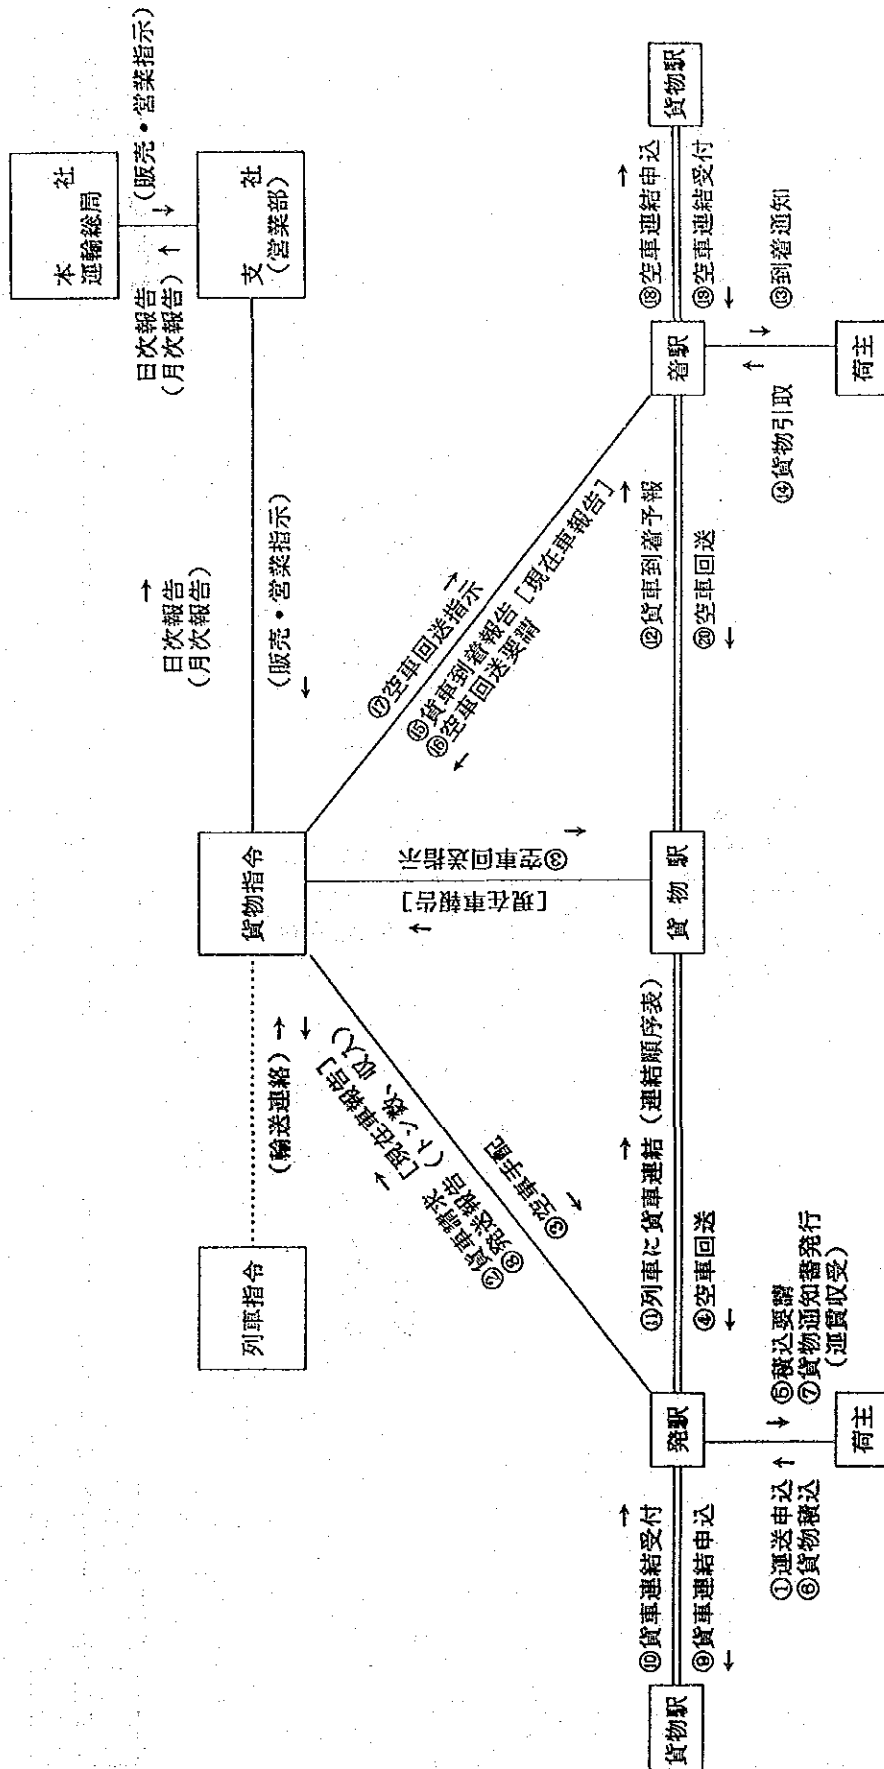 本　　　社
運輸総局
日次報告
(月次報告)
↑
↓
(販売・営業指示)
支　　　社
(営業部)
→
日次報告
(月次報告)
(販売・営業指示)
←
列車指令
(輸送連絡)
→
←
貨物指令
→
②貨車請求 [現在車報告]
⑧発送報告 (トン数、収入)
③空車手配
←
[現在車報告]
↑
③空車回送指示
↓
→
⑰空車回送指示
⑮貨車到着報告 [現在車報告]
⑯空車回送要請
←
貨物駅
→
⑩貨車連結受付
⑨貨車連結申込
←
発駅
→
⑪列車に貨車連結 (連結順序表)
④空車回送
←
貨物駅
→
⑫貨車到着予報
⑳空車回送
←
着駅
→
⑱空車連結申込
⑲空車連結受付
←
貨物駅
①運送申込
⑥貨物積込
↑
↓
⑤積込要請
⑦貨物通知書発行
(運賃収受)
荷主
⑭貨物引取
↑
↓
⑬到着通知
荷主